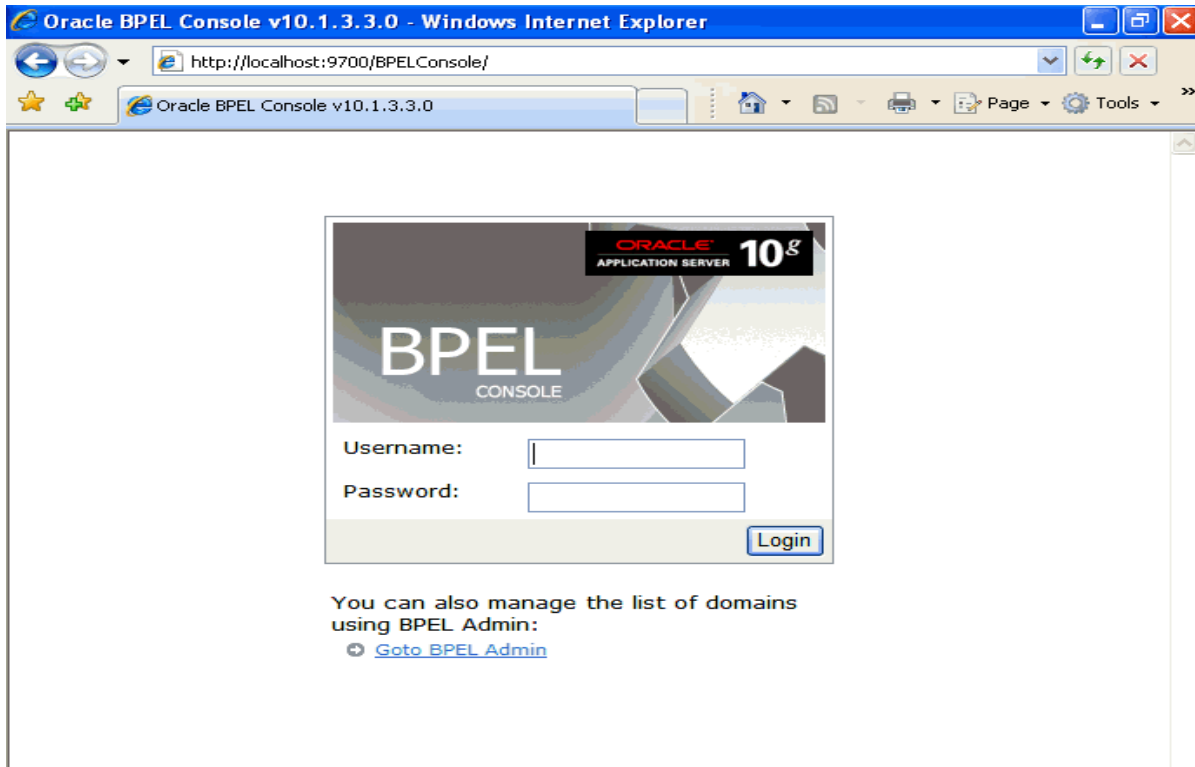 Oracle BPEL Console v10.1.3.3.0 - Windows Internet Explorer
http://localhost:9700/BPELConsole/
Oracle BPEL Console v10.1.3.3.0
Page
Tools
»
ORACLE
APPLICATION SERVER
10g
BPEL
CONSOLE
Username:
Password:
Login
You can also manage the list of domains
using BPEL Admin:
Goto BPEL Admin